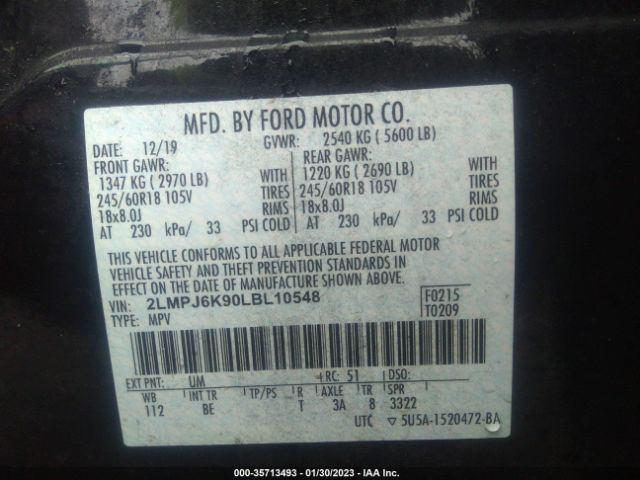 MFD. BY FORD MOTOR CO.
DATE: 12/19 GVWR: 2540 KG ( 5600 LB)
FRONT GAWR: REAR GAWR:
1347 KG ( 2970 LB) WITH 1220 KG ( 2690 LB) WITH
245/60R18 105V TIRES 245/60R18 105V TIRES
18x8.0J RIMS 18x8.0J RIMS
AT 230 kPa/ 33 PSI COLD AT 230 kPa/ 33 PSI COLD
THIS VEHICLE CONFORMS TO ALL APPLICABLE FEDERAL MOTOR
VEHICLE SAFETY AND THEFT PREVENTION STANDARDS IN
EFFECT ON THE DATE OF MANUFACTURE SHOWN ABOVE.
VIN: 2LMPJ6K90LBL10548 F0215
TYPE: MPV T0209
EXT PNT: UM RC: 51 DSO:
WB INT TR TP/PS R AXLE TR SPR
112 BE T 3A 8 3322
UTC ▽ 5U5A-1520472-BA
000-35713493 - 01/30/2023 - IAA Inc.